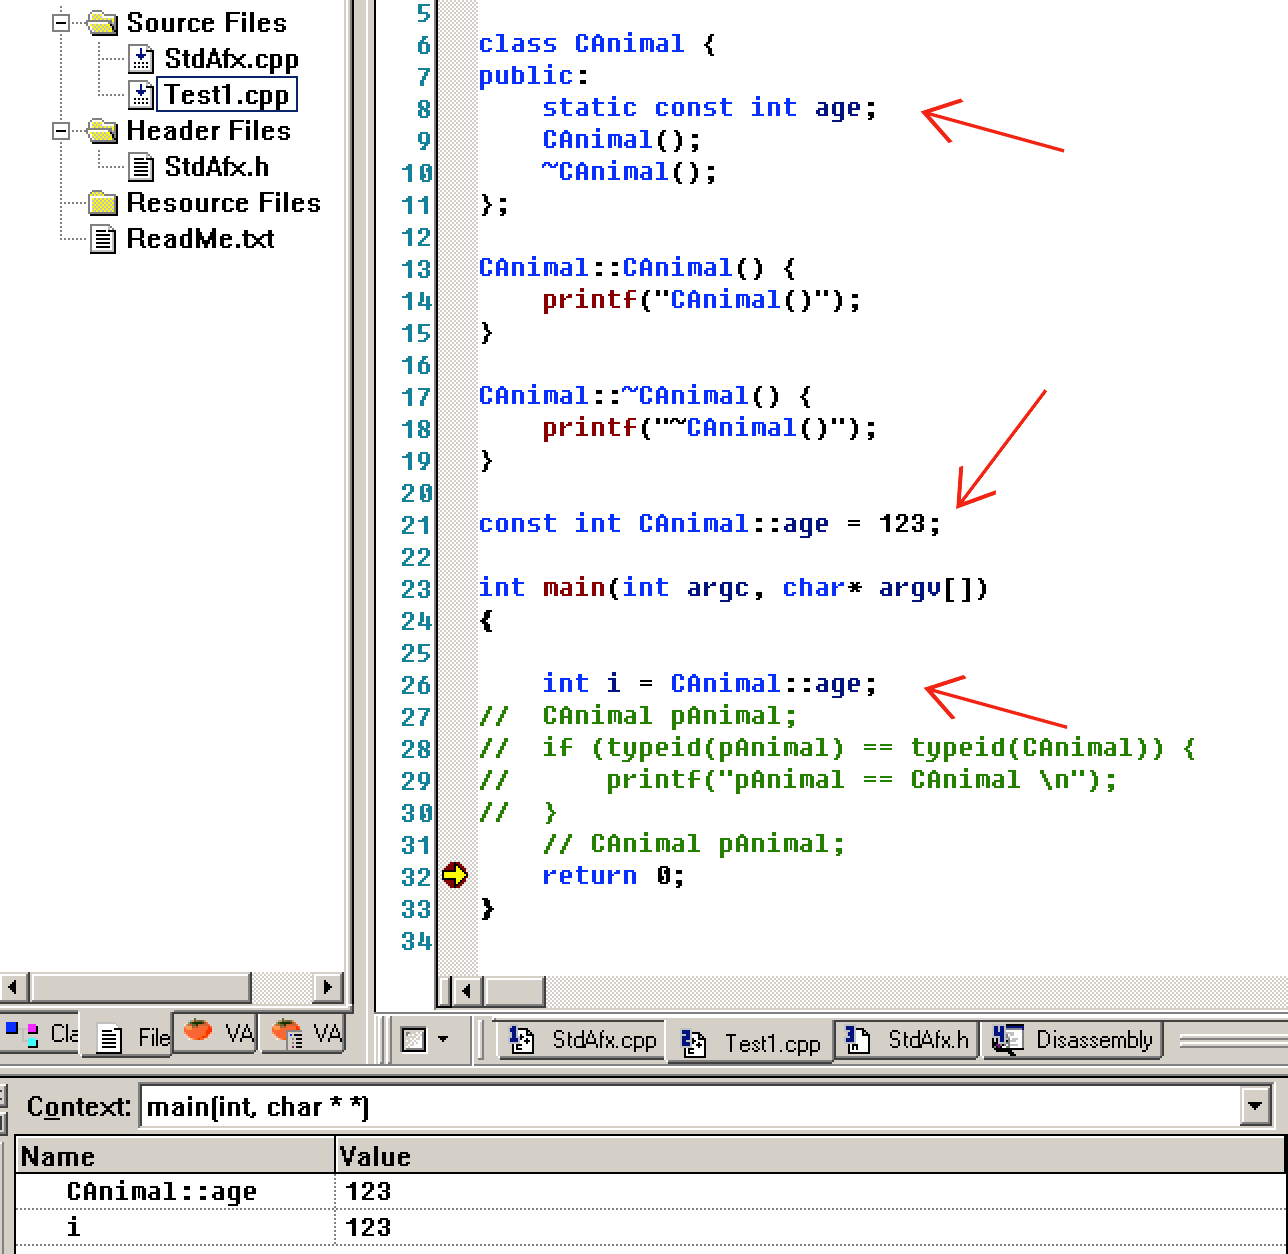 Source Files
StdAfx.cpp
Test1.cpp
Header Files
StdAfx.h
Resource Files
ReadMe.txt
5
6 class CAnimal {
7 public:
8     static const int age;
9     CAnimal();
10     ~CAnimal();
11 };
12
13 CAnimal::CAnimal() {
14     printf("CAnimal()");
15 }
16
17 CAnimal::~CAnimal() {
18     printf("~CAnimal()");
19 }
20
21 const int CAnimal::age = 123;
22
23 int main(int argc, char* argv[])
24 {
25
26     int i = CAnimal::age;
27 //  CAnimal pAnimal;
28 //  if (typeid(pAnimal) == typeid(CAnimal)) {
29 //      printf("pAnimal == CAnimal \n");
30 //  }
31     // CAnimal pAnimal;
32     return 0;
33 }
34
Cla File VA VA
StdAfx.cpp Test1.cpp StdAfx.h Disassembly
Context: main(int, char * *)
Name Value
CAnimal::age 123
i 123